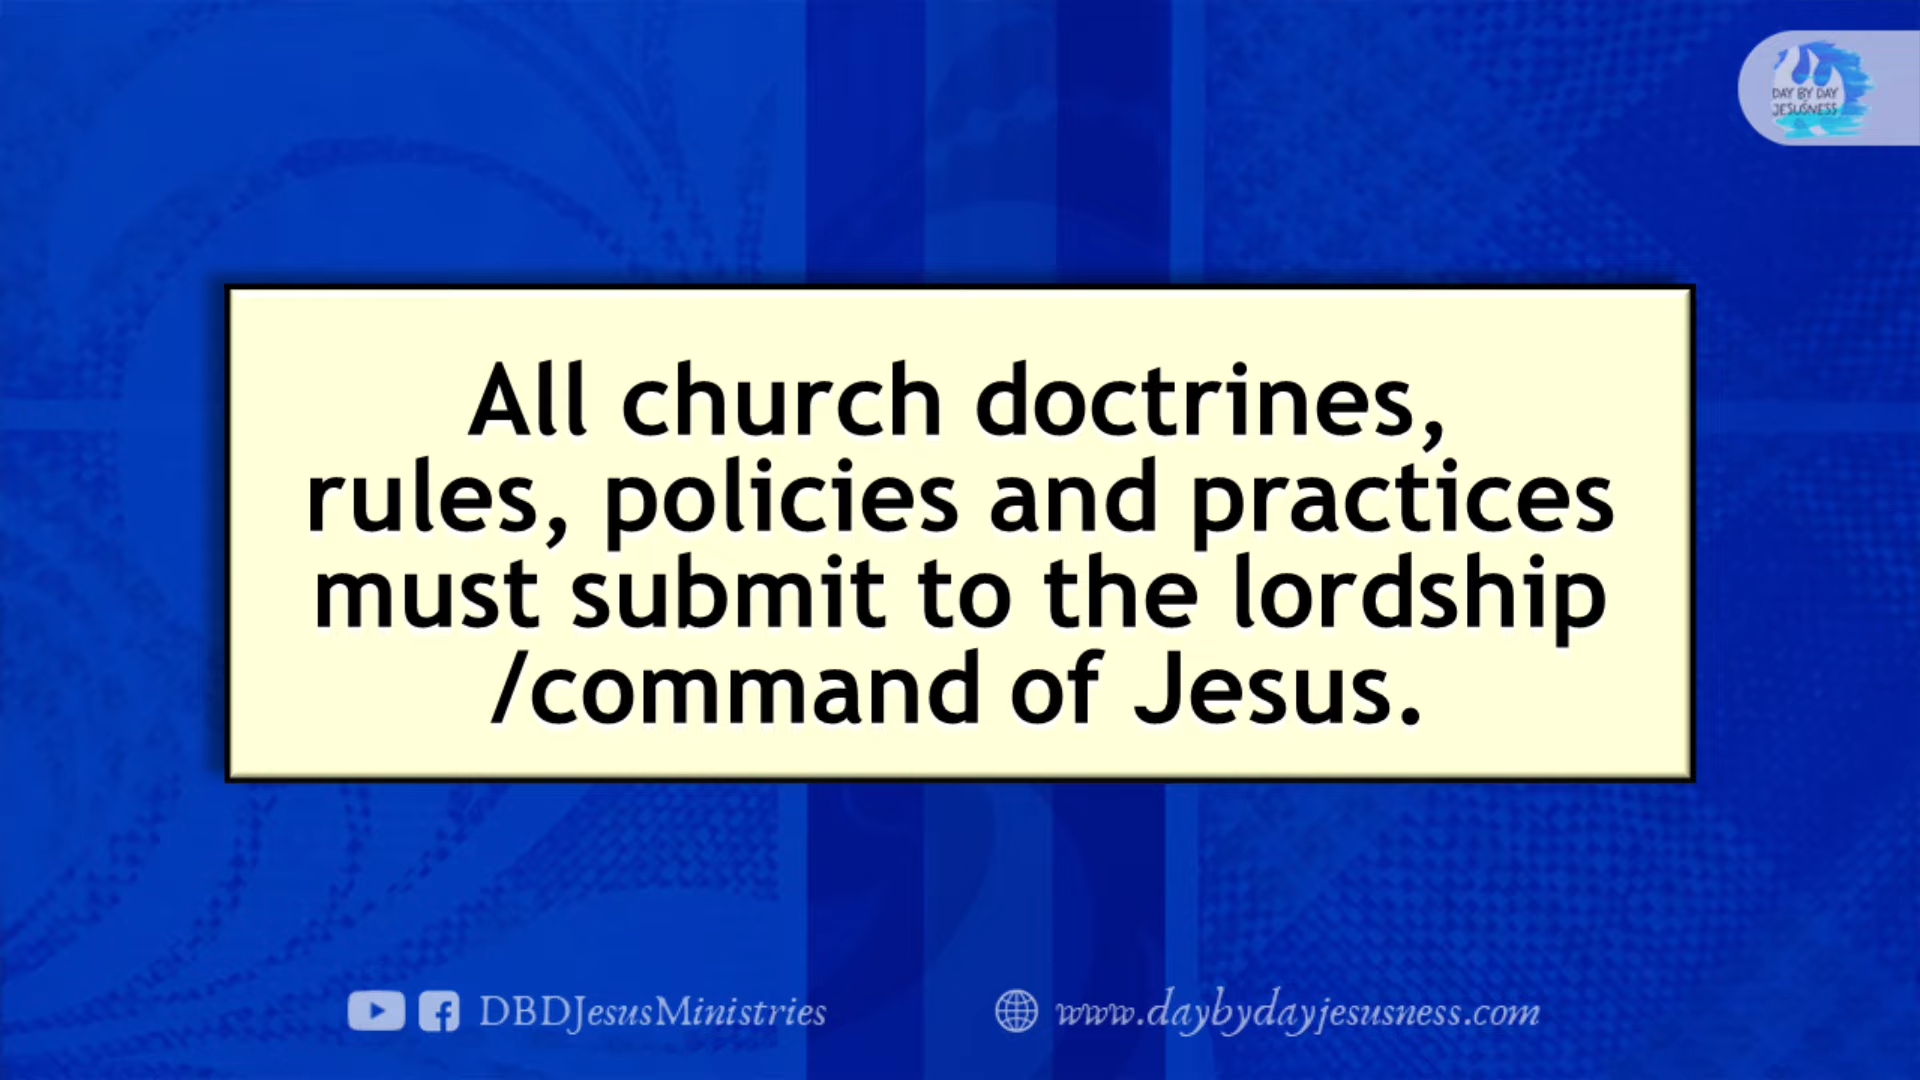 DAY BY DAY
JESUSNESS
All church doctrines,
rules, policies and practices
must submit to the lordship
/command of Jesus.
DBDJesusMinistries
www.daybydayjesusness.com